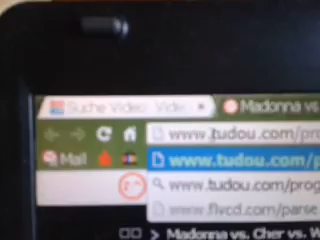 Suche Video Vide Madonna vs
www.tudou.com/pro
Mail www.tudou.com/p
www.tudou.com/prog
www.flvcd.com/parse
> Madonna vs. Cher vs. W